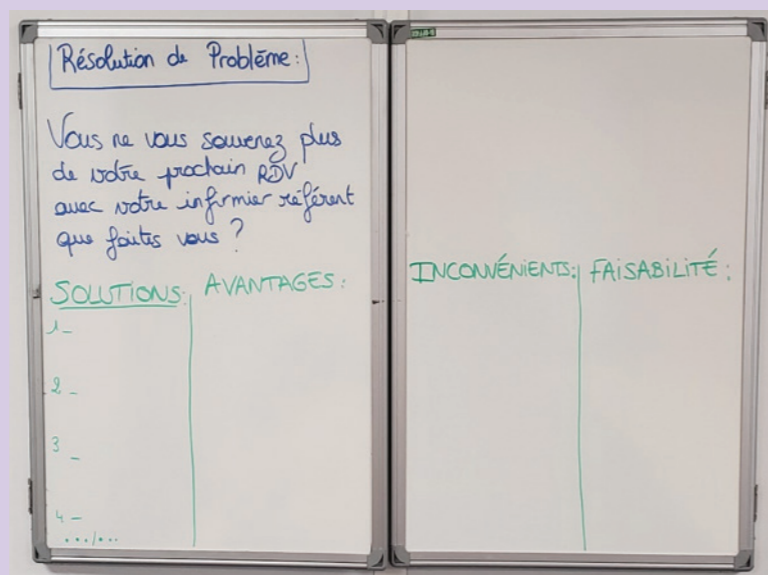 Résolution de Problème:
Vous ne vous souvenez plus
de votre prochain RDV
avec votre infirmier référent
que faites vous ?
SOLUTIONS: AVANTAGES:
1-
2-
3-
4-
.../...
INCONVÉNIENTS: FAISABILITÉ: